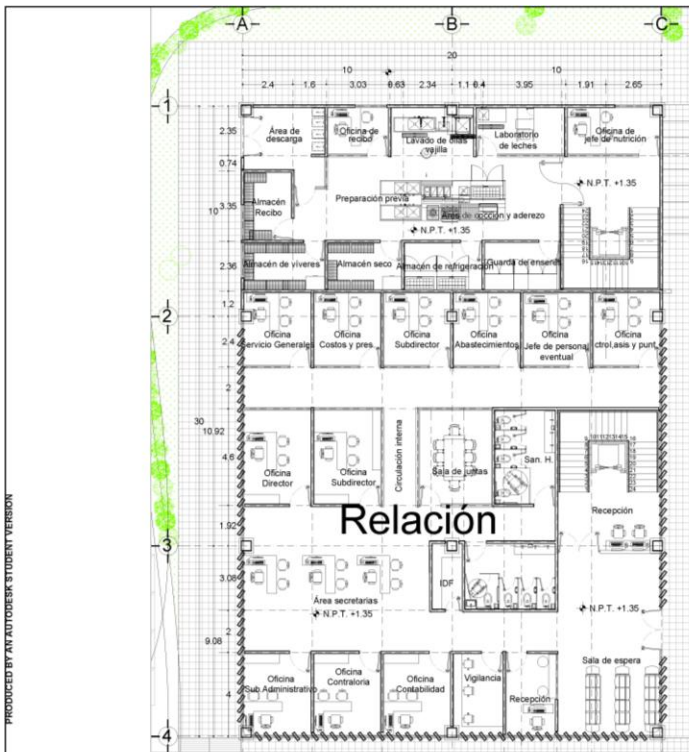 A
B
C
20
10
10
2.4
1.6
3.03
0.63
2.34
1.1
0.4
3.95
1.91
2.65
1
2.35
Área de descarga
Oficina de recibo
Lavado de ollas vajilla
Laboratorio de leches
Oficina de jefe de nutrición
0.74
3.35
10
Almacén Recibo
Preparación previa
Área de cocción y aderezo
N.P.T. +1.35
N.P.T. +1.35
2.36
Almacén de víveres
Almacén seco
Almacén de refrigeración
1.2
2
2.4
Oficina
Servicio Generales
Oficina
Costos y pres.
Oficina
Subdirector
Oficina
Abastecimientos
Oficina
Jefe de personal
eventual
Oficina
ctrol,asis y punt.
2
30
10.92
4.6
Oficina
Director
Oficina
Subdirector
Circulación interna
Sala de juntas
San. H.
Recepción
Relación
1.92
3
3.08
Área secretarias
N.P.T. +1.35
IDF
N.P.T. +1.35
2
9.08
4
Oficina
Sub.Administrativo
Oficina
Contraloria
Oficina
Contabilidad
Vigilancia
Recepción
Sala de espera
4
PRODUCED BY AN AUTODESK STUDENT VERSION